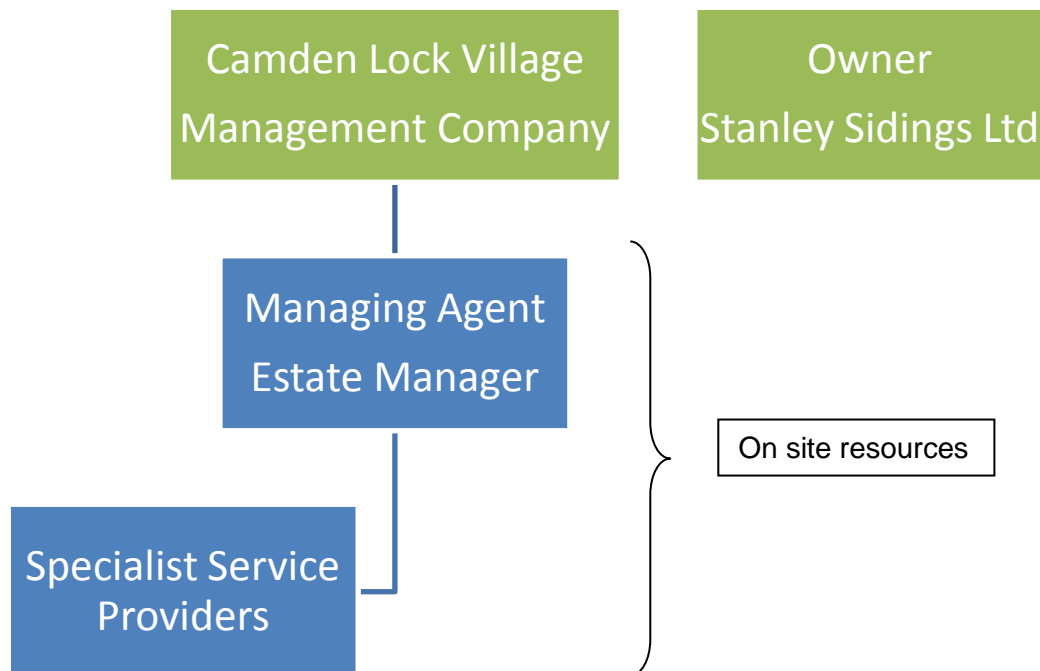 Camden Lock Village
Management Company
Owner
Stanley Sidings Ltd
Managing Agent
Estate Manager
On site resources
Specialist Service
Providers